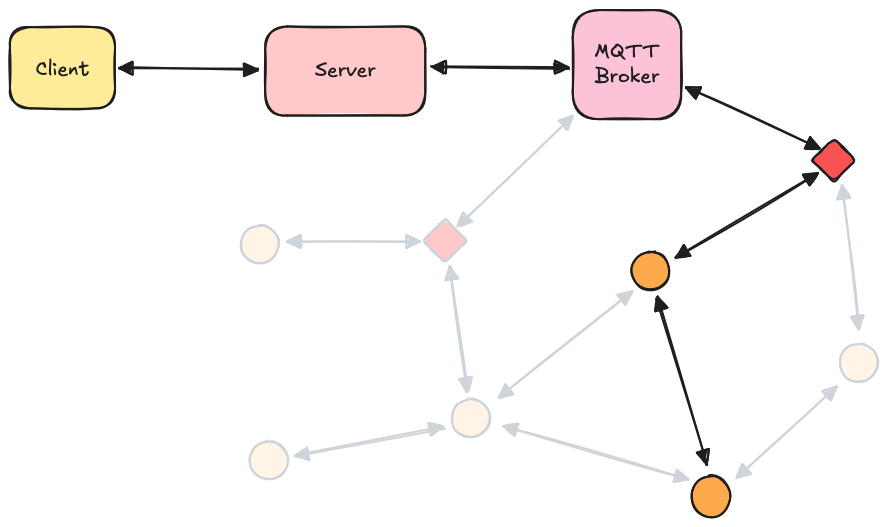 Client
Server
MQTT
Broker